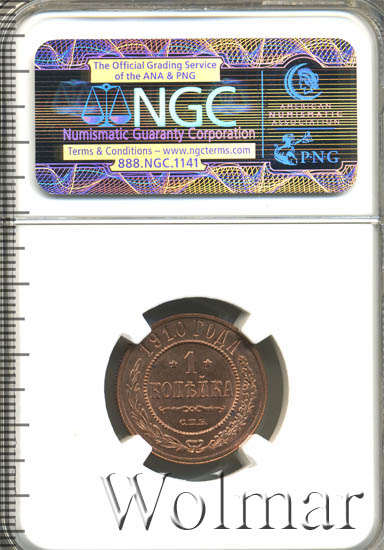 The Official Grading Service
of the ANA & PNG
NGC
Numismatic Guaranty Corporation
Terms & Conditions – www.ngcterms.com
888.NGC.1141
AMERICAN
NUMISMATIC
ASSOCIATION
PNG
1910 ГОДА
* 1 *
КОПѢЙКА
С.П.Б.
Wolmar